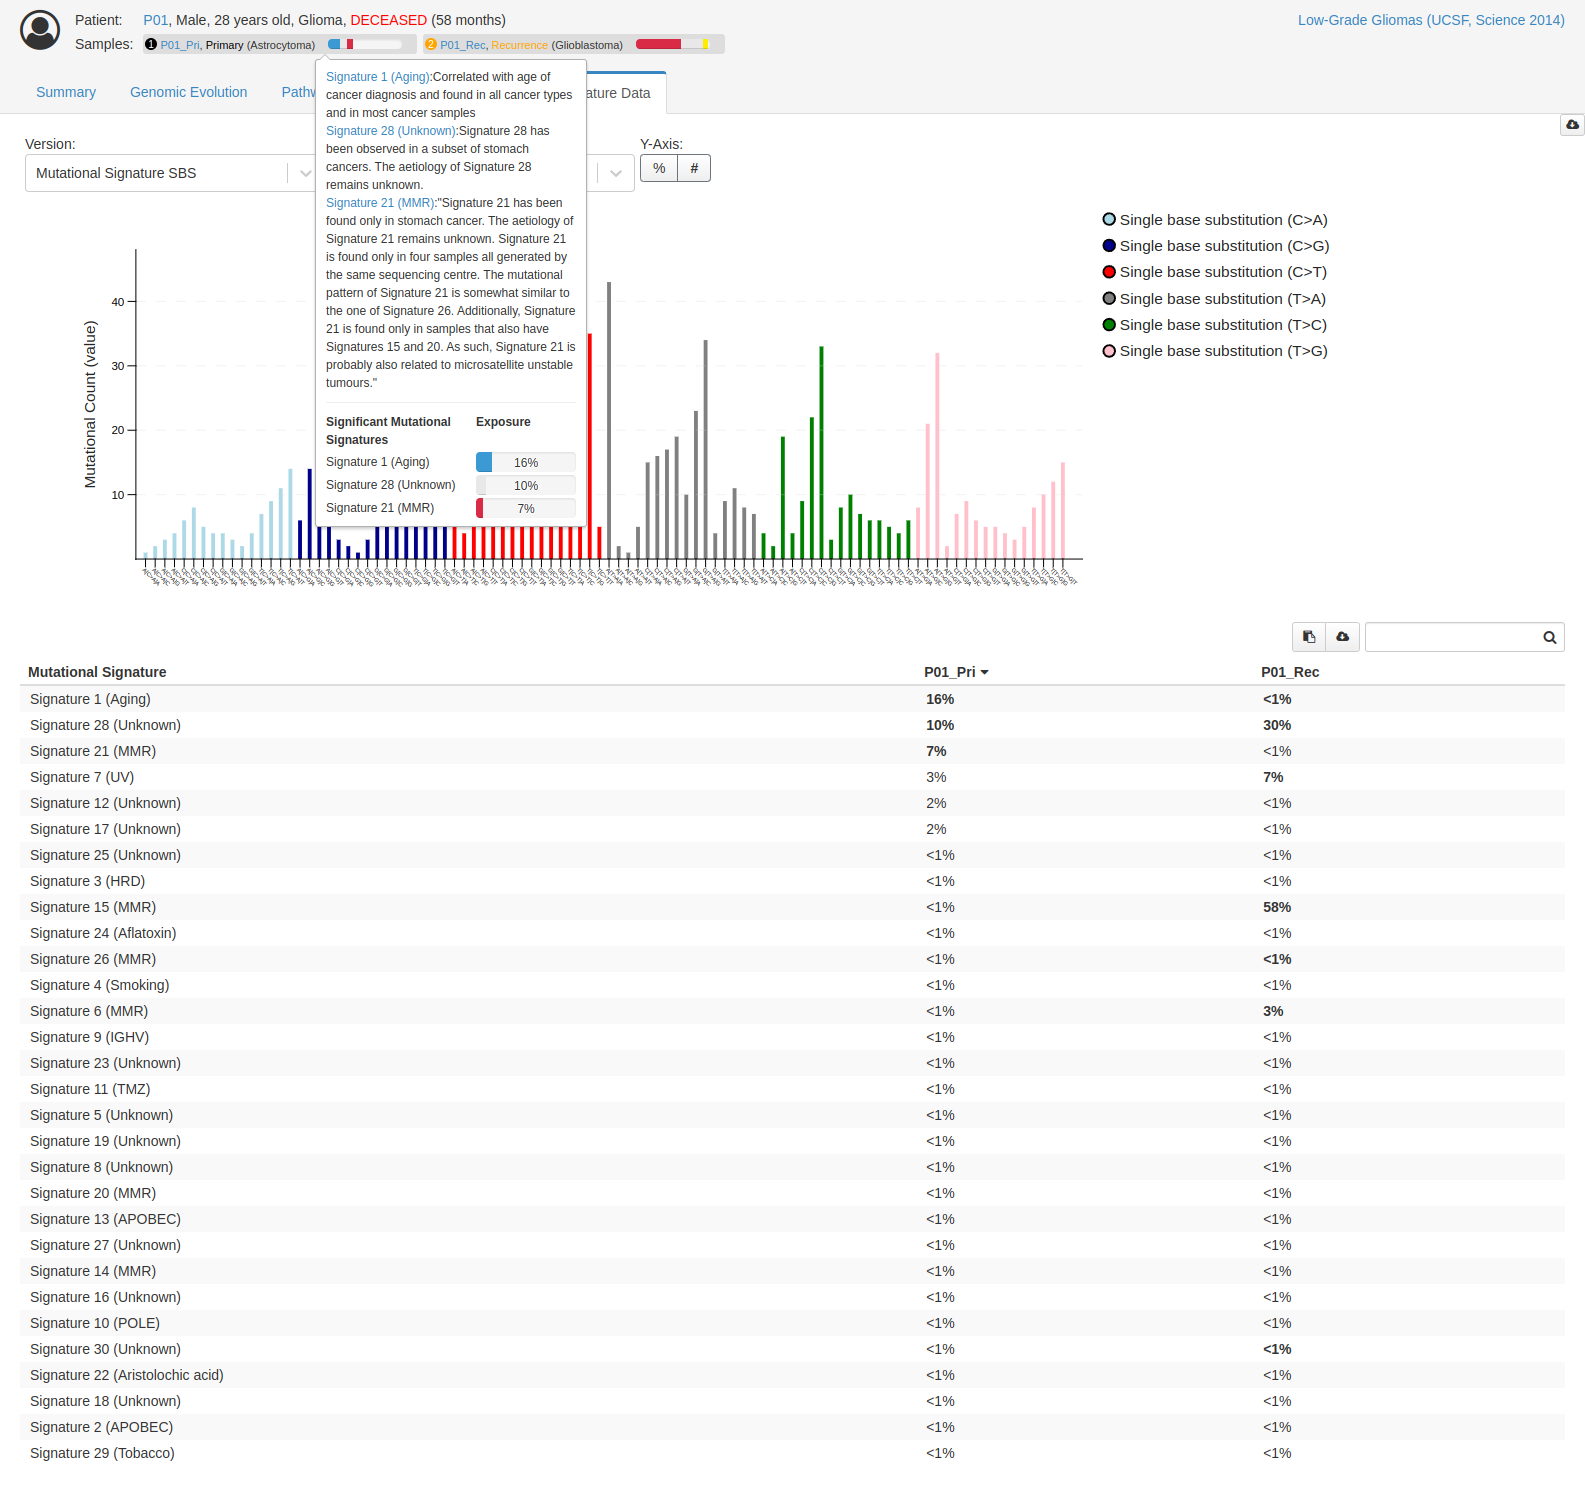 Patient: P01, Male, 28 years old, Glioma, DECEASED (58 months)
Low-Grade Gliomas (UCSF, Science 2014)
Samples: 1 P01_Pri, Primary (Astrocytoma) 2 P01_Rec, Recurrence (Glioblastoma)
Summary Genomic Evolution Pathw ature Data
Signature 1 (Aging):Correlated with age of
cancer diagnosis and found in all cancer types
and in most cancer samples
Signature 28 (Unknown):Signature 28 has
been observed in a subset of stomach
cancers. The aetiology of Signature 28
remains unknown.
Signature 21 (MMR):"Signature 21 has been
found only in stomach cancer. The aetiology of
Signature 21 remains unknown. Signature 21
is found only in four samples all generated by
the same sequencing centre. The mutational
pattern of Signature 21 is somewhat similar to
the one of Signature 26. Additionally, Signature
21 is found only in samples that also have
Signatures 15 and 20. As such, Signature 21 is
probably also related to microsatellite unstable
tumours."
Significant Mutational Signatures Exposure
Signature 1 (Aging) 16%
Signature 28 (Unknown) 10%
Signature 21 (MMR) 7%
Version:
Mutational Signature SBS
Y-Axis:
% #
Mutational Count (value)
40
30
20
10
Single base substitution (C>A)
Single base substitution (C>G)
Single base substitution (C>T)
Single base substitution (T>A)
Single base substitution (T>C)
Single base substitution (T>G)
Mutational Signature P01_Pri P01_Rec
Signature 1 (Aging) 16% <1%
Signature 28 (Unknown) 10% 30%
Signature 21 (MMR) 7% <1%
Signature 7 (UV) 3% 7%
Signature 12 (Unknown) 2% <1%
Signature 17 (Unknown) 2% <1%
Signature 25 (Unknown) <1% <1%
Signature 3 (HRD) <1% <1%
Signature 15 (MMR) <1% 58%
Signature 24 (Aflatoxin) <1% <1%
Signature 26 (MMR) <1% <1%
Signature 4 (Smoking) <1% <1%
Signature 6 (MMR) <1% 3%
Signature 9 (IGHV) <1% <1%
Signature 23 (Unknown) <1% <1%
Signature 11 (TMZ) <1% <1%
Signature 5 (Unknown) <1% <1%
Signature 19 (Unknown) <1% <1%
Signature 8 (Unknown) <1% <1%
Signature 20 (MMR) <1% <1%
Signature 13 (APOBEC) <1% <1%
Signature 27 (Unknown) <1% <1%
Signature 14 (MMR) <1% <1%
Signature 16 (Unknown) <1% <1%
Signature 10 (POLE) <1% <1%
Signature 30 (Unknown) <1% <1%
Signature 22 (Aristolochic acid) <1% <1%
Signature 18 (Unknown) <1% <1%
Signature 2 (APOBEC) <1% <1%
Signature 29 (Tobacco) <1% <1%